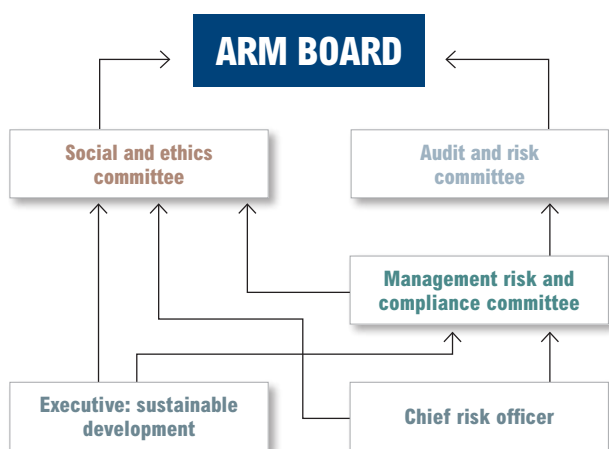 ARM BOARD
Social and ethics
committee
Audit and risk
committee
Management risk and
compliance committee
Executive: sustainable
development
Chief risk officer